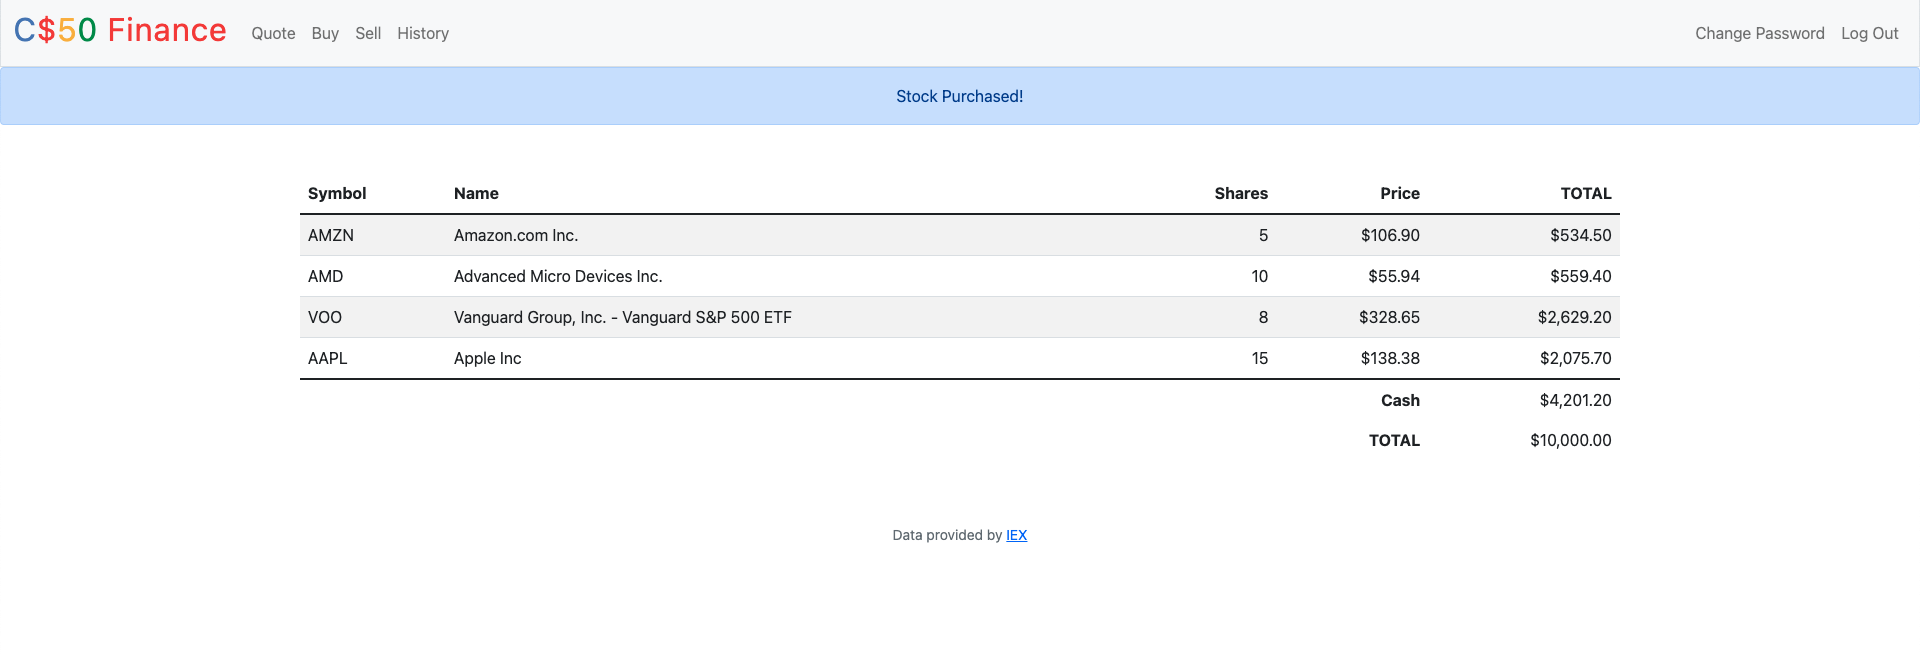 C$50 Finance Quote Buy Sell History Change Password Log Out
Stock Purchased!
Symbol Name Shares Price TOTAL
AMZN Amazon.com Inc. 5 $106.90 $534.50
AMD Advanced Micro Devices Inc. 10 $55.94 $559.40
VOO Vanguard Group, Inc. - Vanguard S&P 500 ETF 8 $328.65 $2,629.20
AAPL Apple Inc 15 $138.38 $2,075.70
Cash $4,201.20
TOTAL $10,000.00
Data provided by IEX